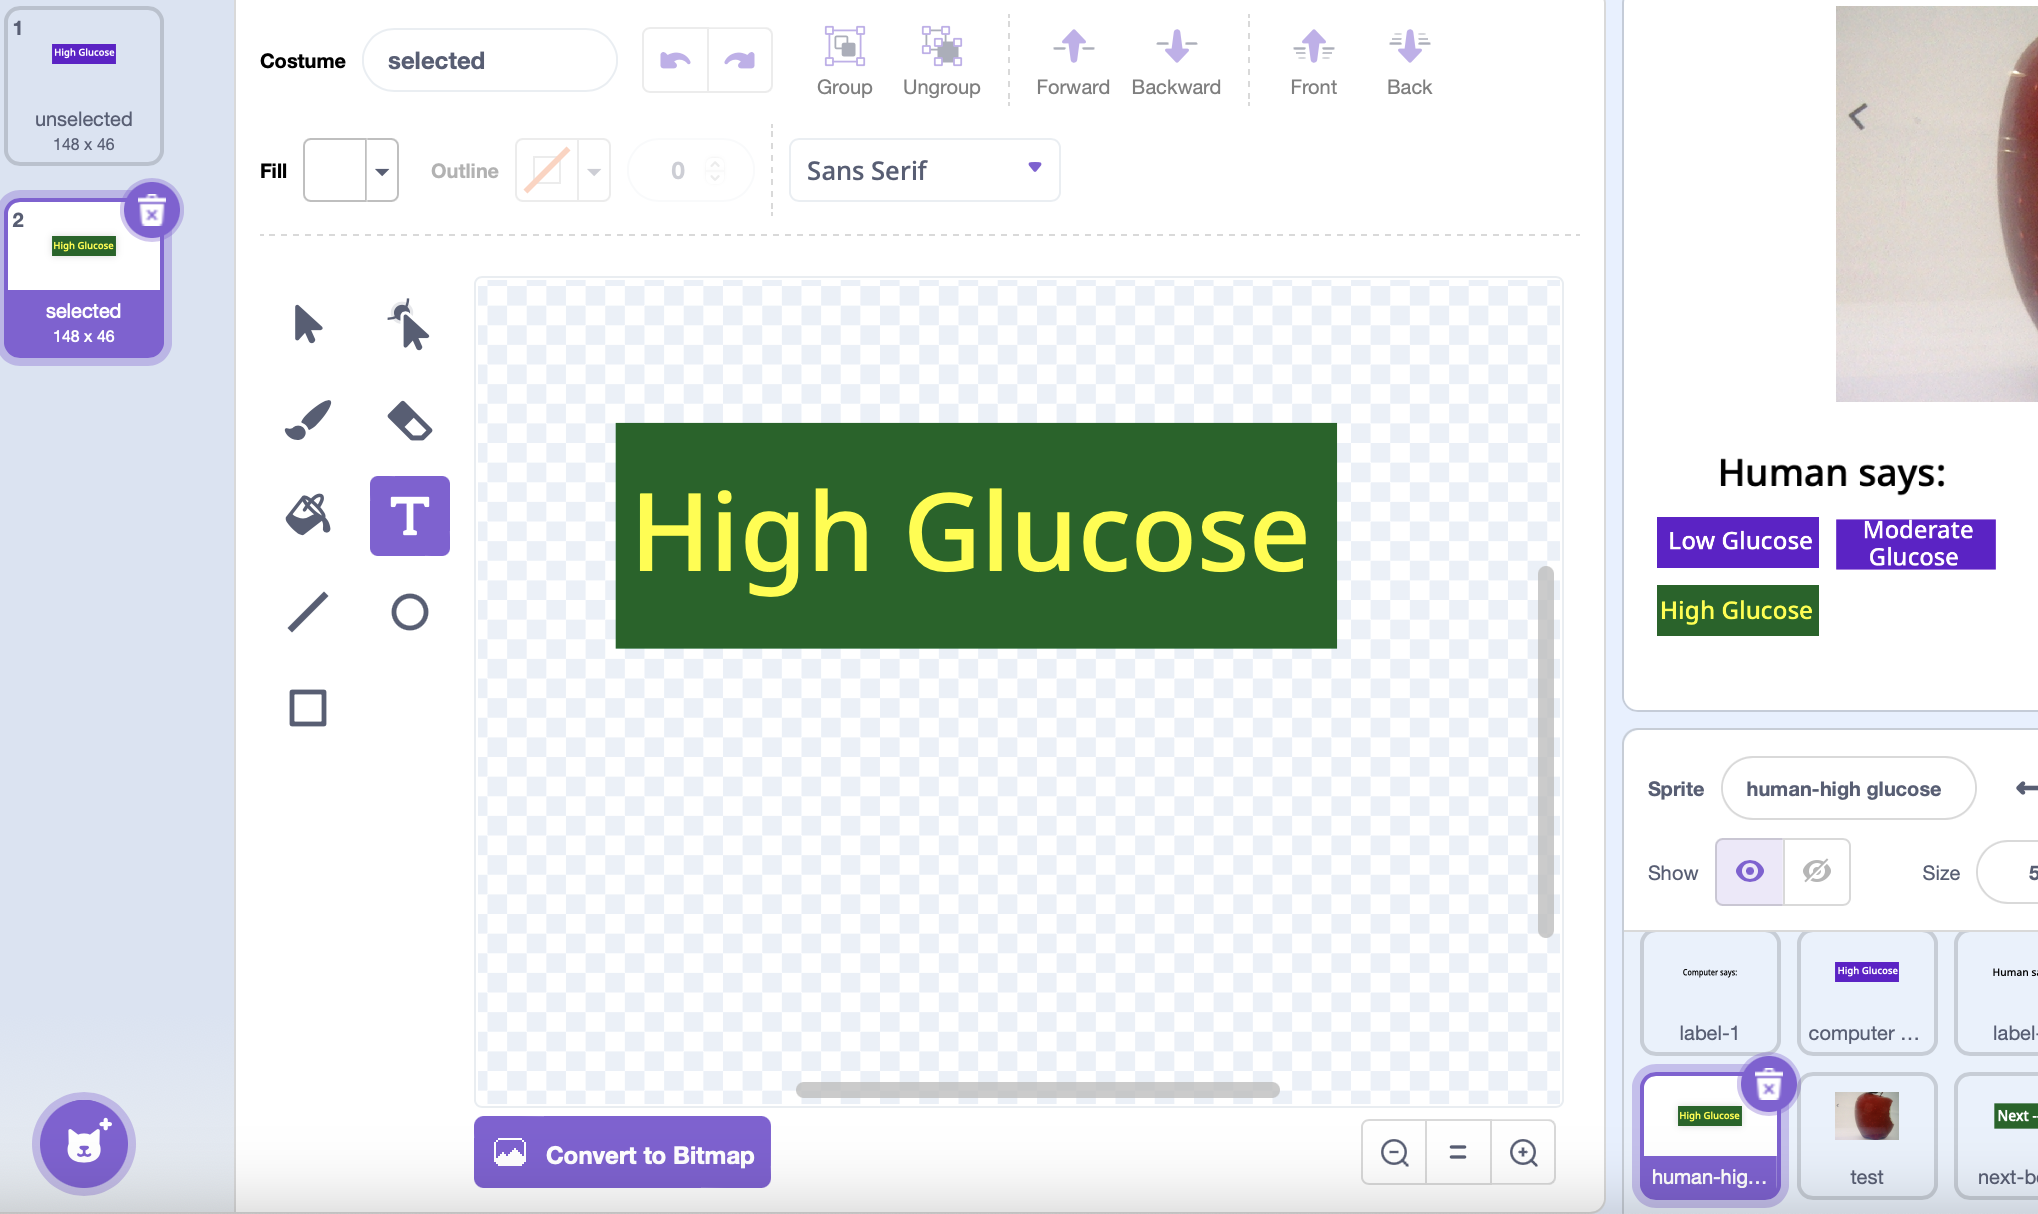 1
High Glucose
unselected
148 x 46
2
High Glucose
selected
148 x 46
Costume
selected
Group
Ungroup
Forward
Backward
Front
Back
Fill
Outline
0
Sans Serif
T
High Glucose
Convert to Bitmap
Human says:
Low Glucose
Moderate
Glucose
High Glucose
Sprite
human-high glucose
Show
Size
5
Computer says:
label-1
High Glucose
computer ...
Human sa
label-
High Glucose
human-hig...
test
Next -
next-b